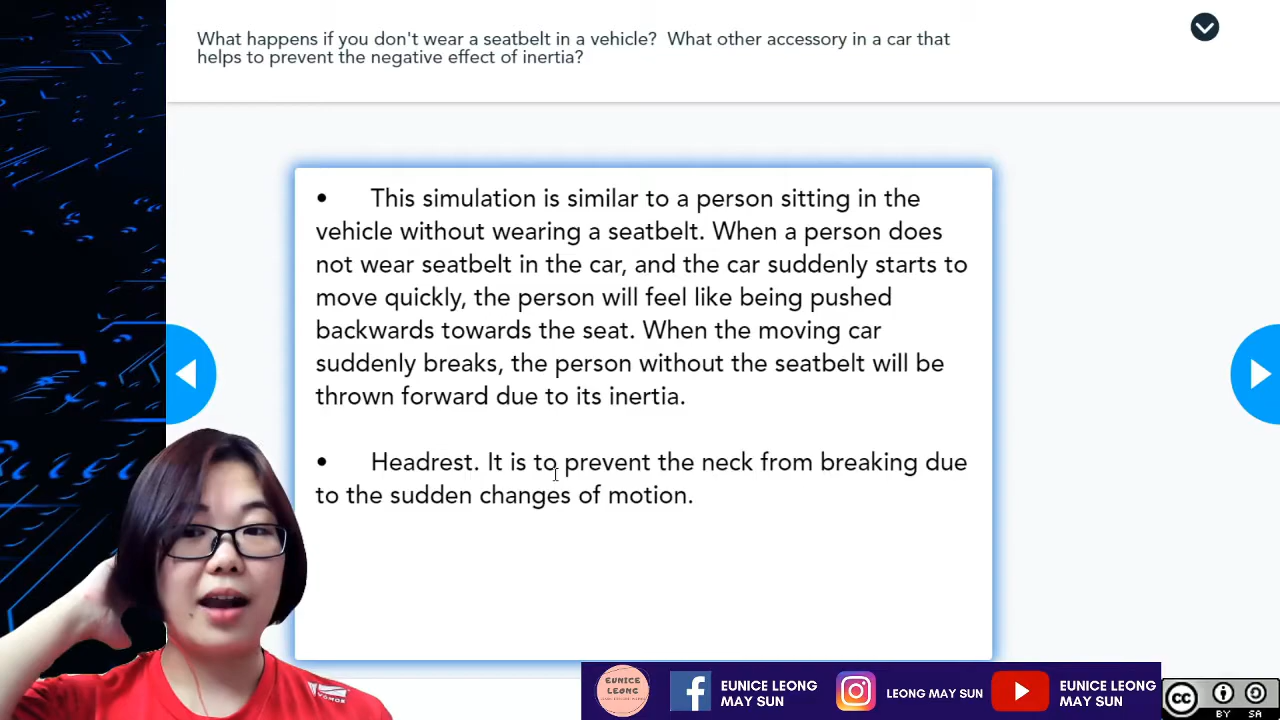 What happens if you don't wear a seatbelt in a vehicle?  What other accessory in a car that
helps to prevent the negative effect of inertia?
• This simulation is similar to a person sitting in the
vehicle without wearing a seatbelt. When a person does
not wear seatbelt in the car, and the car suddenly starts to
move quickly, the person will feel like being pushed
backwards towards the seat. When the moving car
suddenly breaks, the person without the seatbelt will be
thrown forward due to its inertia.
• Headrest. It is to prevent the neck from breaking due
to the sudden changes of motion.
EUNICE
LEONG
EUNICE LEONG
MAY SUN
LEONG MAY SUN
EUNICE LEONG
MAY SUN
cc
BY SA